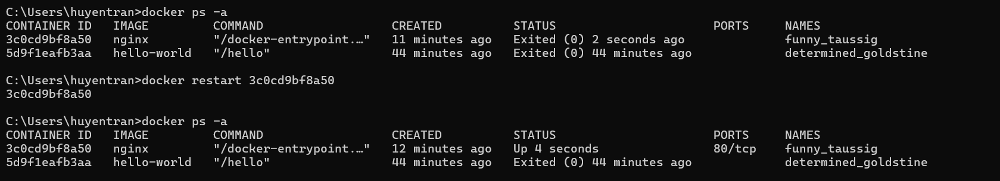 C:\Users\huyentran>docker ps -a
CONTAINER ID   IMAGE         COMMAND                  CREATED          STATUS                      PORTS     NAMES
3c0cd9bf8a50   nginx         "/docker-entrypoint.…"   11 minutes ago   Exited (0) 2 seconds ago              funny_taussig
5d9f1eafb3aa   hello-world   "/hello"                 44 minutes ago   Exited (0) 44 minutes ago             determined_goldstine
C:\Users\huyentran>docker restart 3c0cd9bf8a50
3c0cd9bf8a50
C:\Users\huyentran>docker ps -a
CONTAINER ID   IMAGE         COMMAND                  CREATED          STATUS                      PORTS     NAMES
3c0cd9bf8a50   nginx         "/docker-entrypoint.…"   12 minutes ago   Up 4 seconds                80/tcp    funny_taussig
5d9f1eafb3aa   hello-world   "/hello"                 44 minutes ago   Exited (0) 44 minutes ago             determined_goldstine